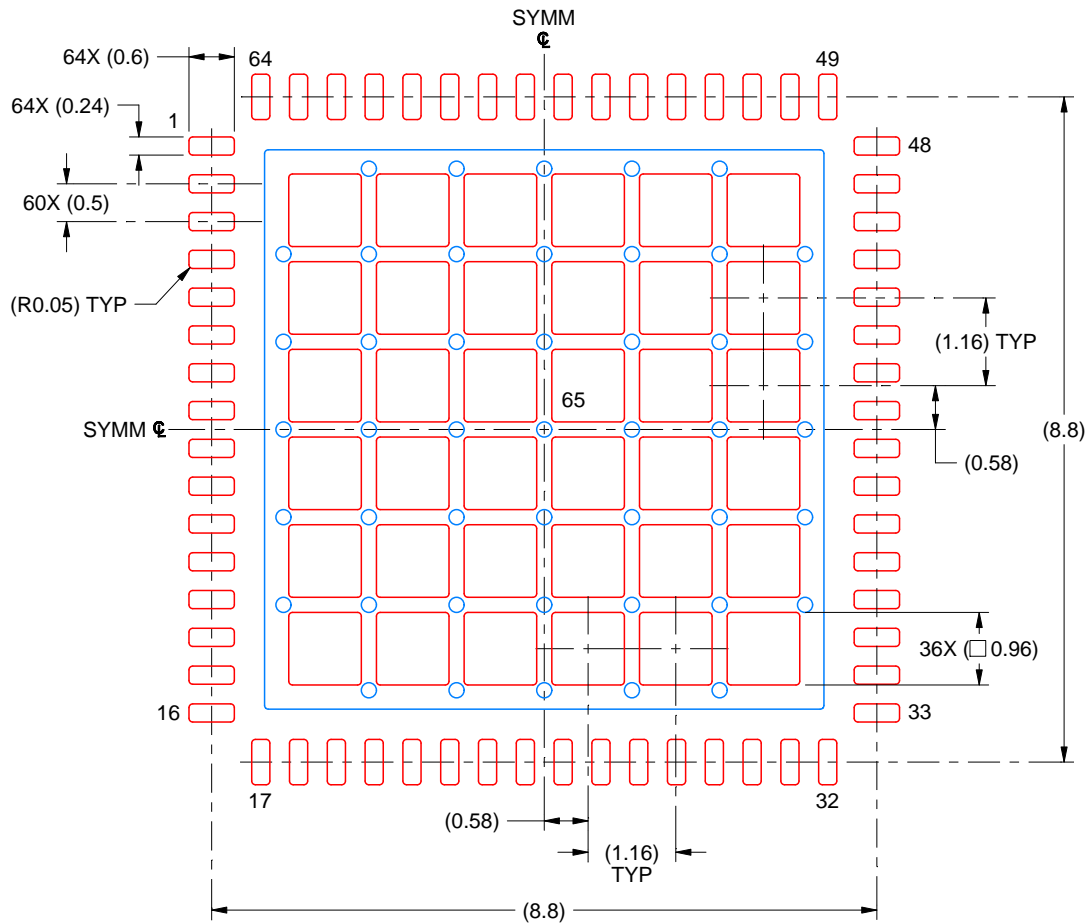 SYMM
℄
64X (0.6)
64
49
64X (0.24)
1
48
60X (0.5)
(R0.05) TYP
(1.16) TYP
65
SYMM ℄
(8.8)
(0.58)
36X (□ 0.96)
16
33
17
32
(0.58)
(1.16)
TYP
(8.8)